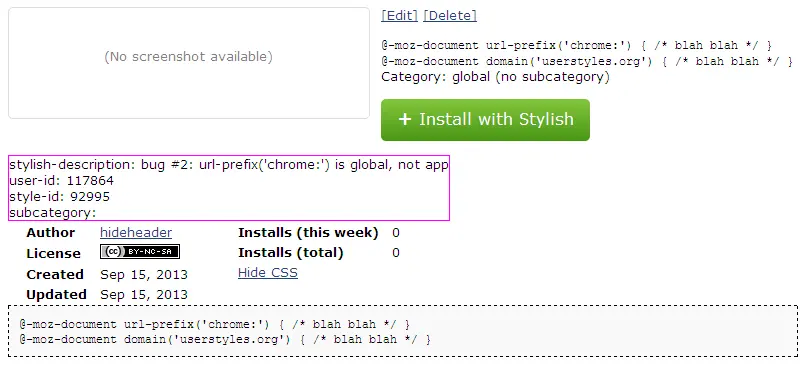 (No screenshot available)
[Edit] [Delete]
@-moz-document url-prefix('chrome:') { /* blah blah */ }
@-moz-document domain('userstyles.org') { /* blah blah */ }
Category: global (no subcategory)
+ Install with Stylish
stylish-description: bug #2: url-prefix('chrome:') is global, not app
user-id: 117864
style-id: 92995
subcategory:
Author hideheader Installs (this week) 0
License (cc) BY-NC-SA Installs (total) 0
Created Sep 15, 2013 Hide CSS
Updated Sep 15, 2013
@-moz-document url-prefix('chrome:') { /* blah blah */ }
@-moz-document domain('userstyles.org') { /* blah blah */ }